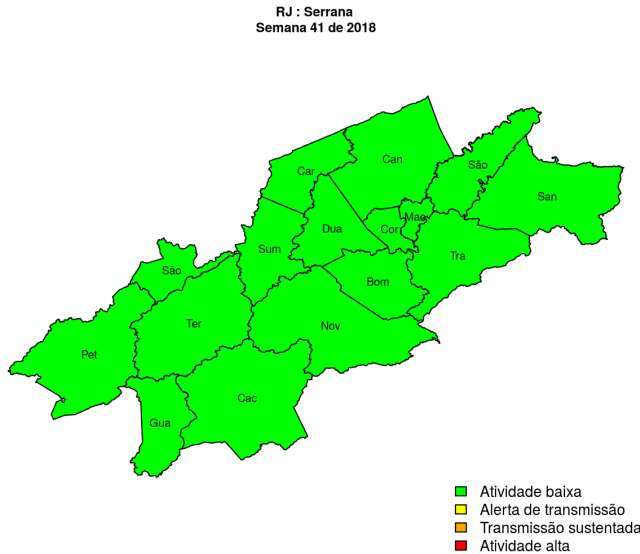 RJ : Serrana
Semana 41 de 2018
Can
São
Car
San
Mac
Dua
Cor
Sum
Tra
São
Bom
Ter
Nov
Pet
Cac
Gua
Atividade baixa
Alerta de transmissão
Transmissão sustentada
Atividade alta